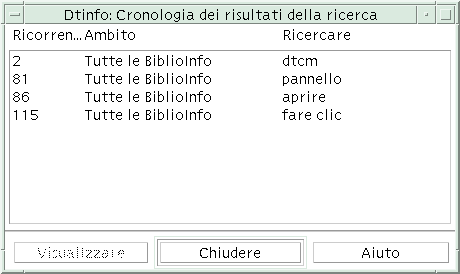 Dtinfo: Cronologia dei risultati della ricerca
Ricorren... Ambito Ricercare
2 Tutte le BiblioInfo dtcm
81 Tutte le BiblioInfo pannello
86 Tutte le BiblioInfo aprire
115 Tutte le BiblioInfo fare clic
Visualizzare Chiudere Aiuto